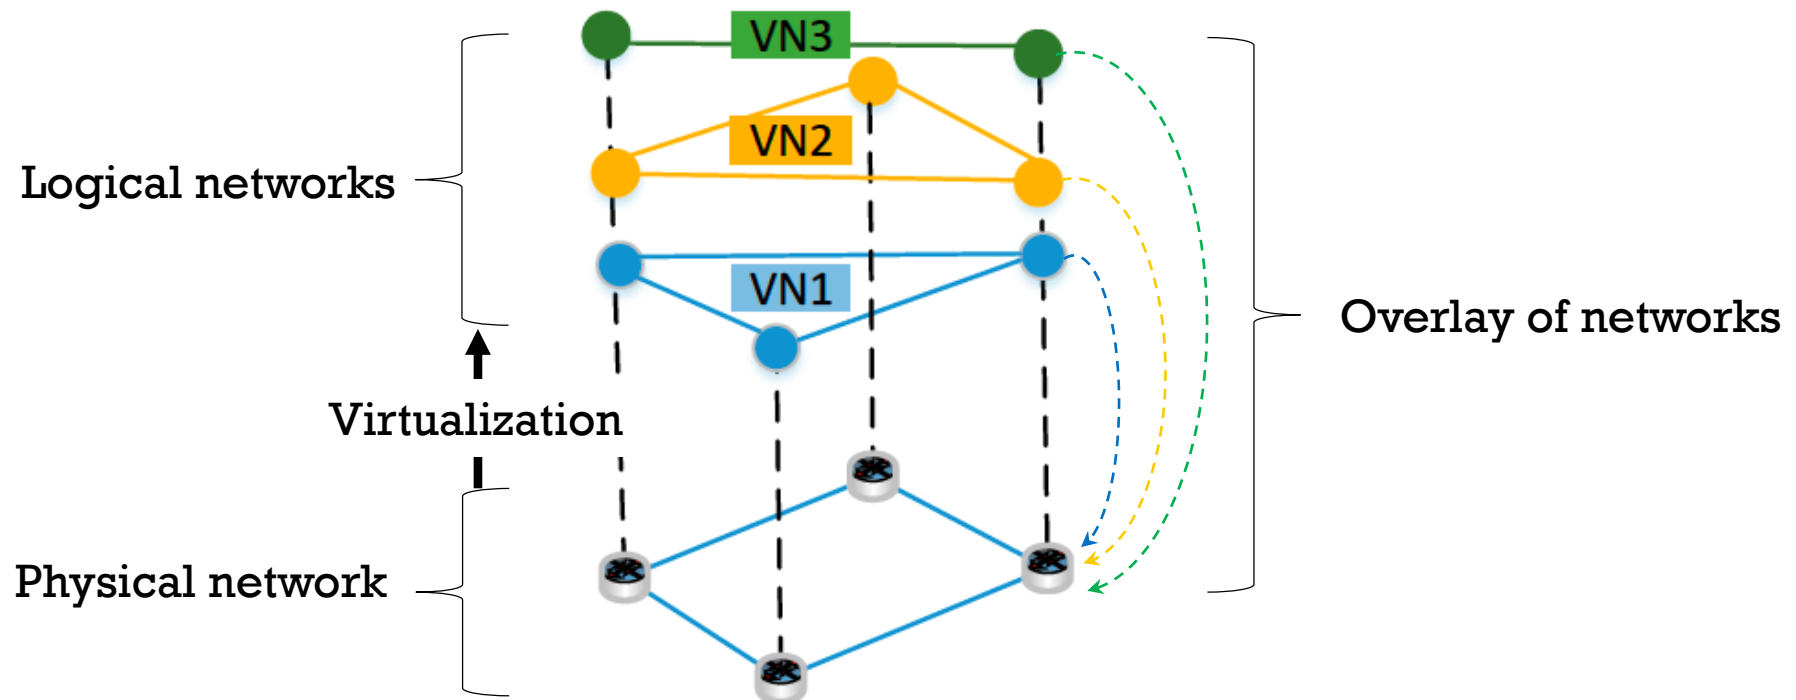 VN3
VN2
Logical networks
VN1
Overlay of networks
Virtualization
Physical network